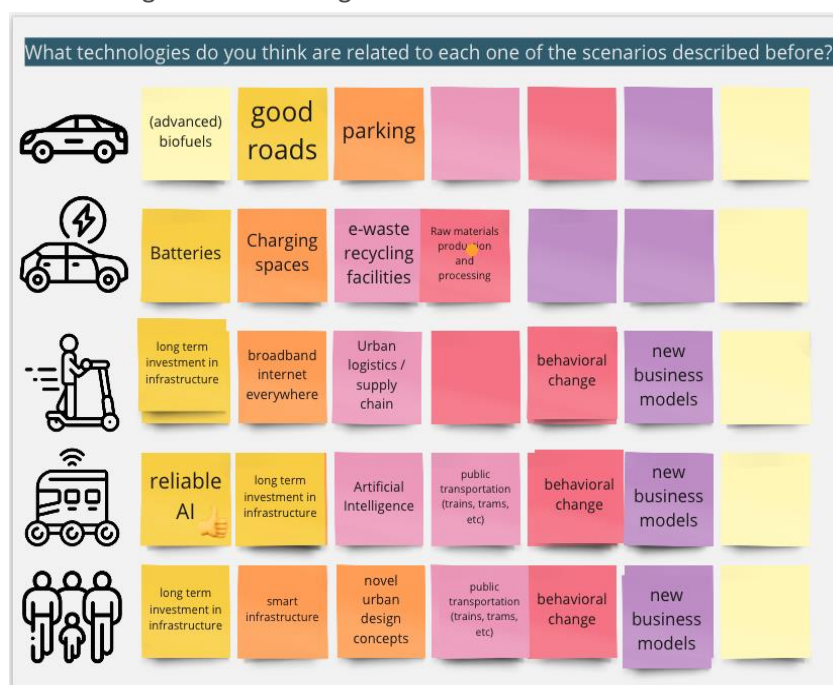 What technologies do you think are related to each one of the scenarios described before?
(advanced)
biofuels
good
roads
parking
Batteries
Charging
spaces
e-waste
recycling
facilities
Raw materials
production
and
processing
long term
investment in
infrastructure
broadband
internet
everywhere
Urban
logistics /
supply
chain
behavioral
change
new
business
models
reliable
AI
long term
investment in
infrastructure
Artificial
Intelligence
public
transportation
(trains, trams,
etc)
behavioral
change
new
business
models
long term
investment in
infrastructure
smart
infrastructure
novel
urban
design
concepts
public
transportation
(trains, trams,
etc)
behavioral
change
new
business
models